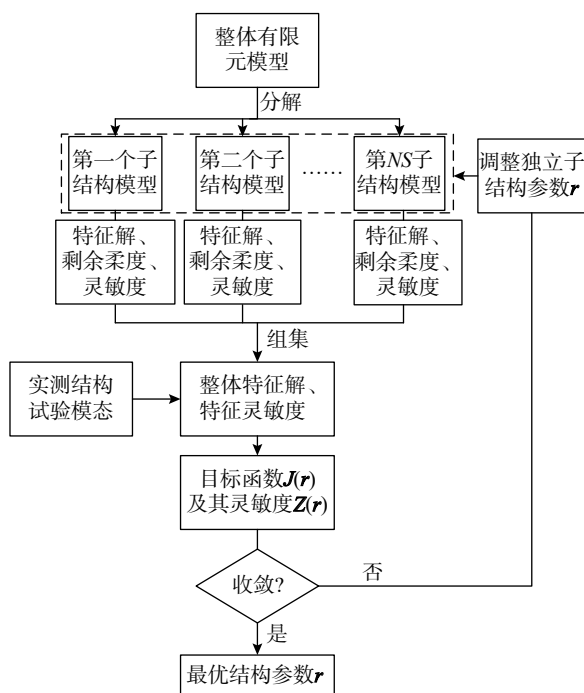 整体有限
元模型
分解
第一个子
结构模型
第二个子
结构模型
……
第NS子
结构模型
调整独立子
结构参数r
特征解、
剩余柔度、
灵敏度
特征解、
剩余柔度、
灵敏度
特征解、
剩余柔度、
灵敏度
组集
实测结构
试验模态
整体特征解、
特征灵敏度
目标函数J(r)
及其灵敏度Z(r)
收敛?
否
是
最优结构参数r